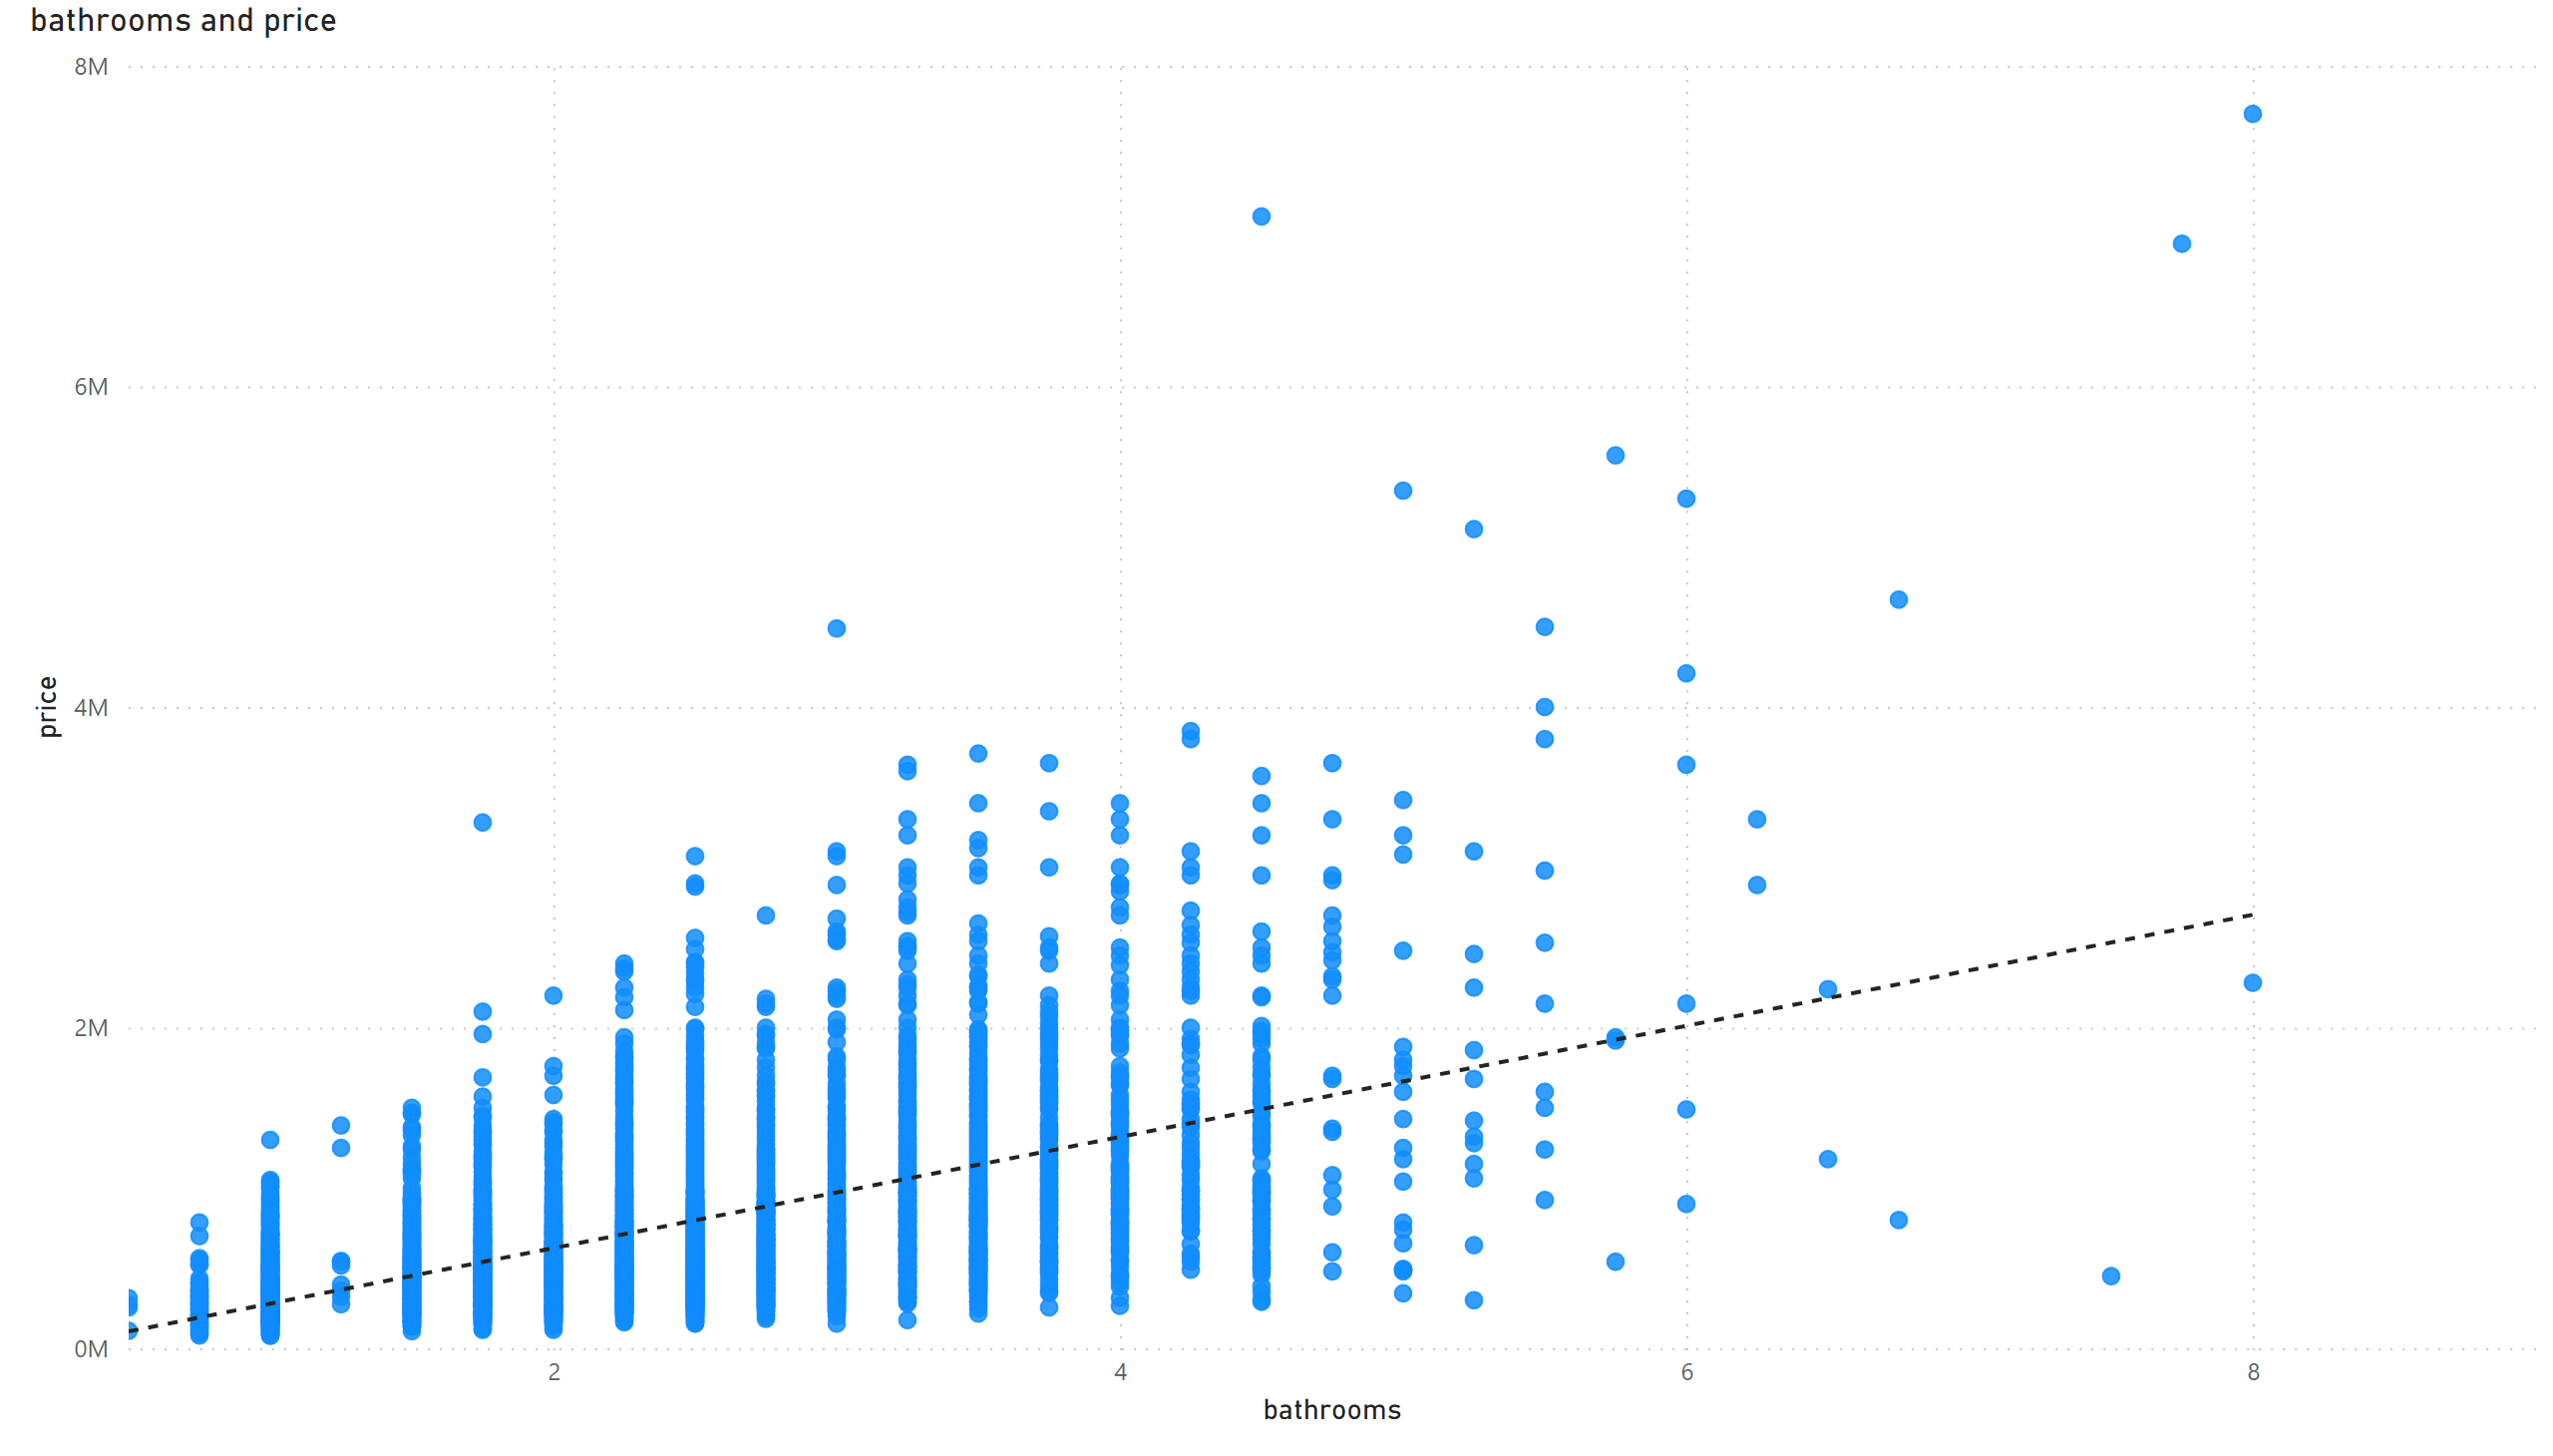 bathrooms and price
8M
6M
4M
2M
0M
price
2 4 6 8
bathrooms